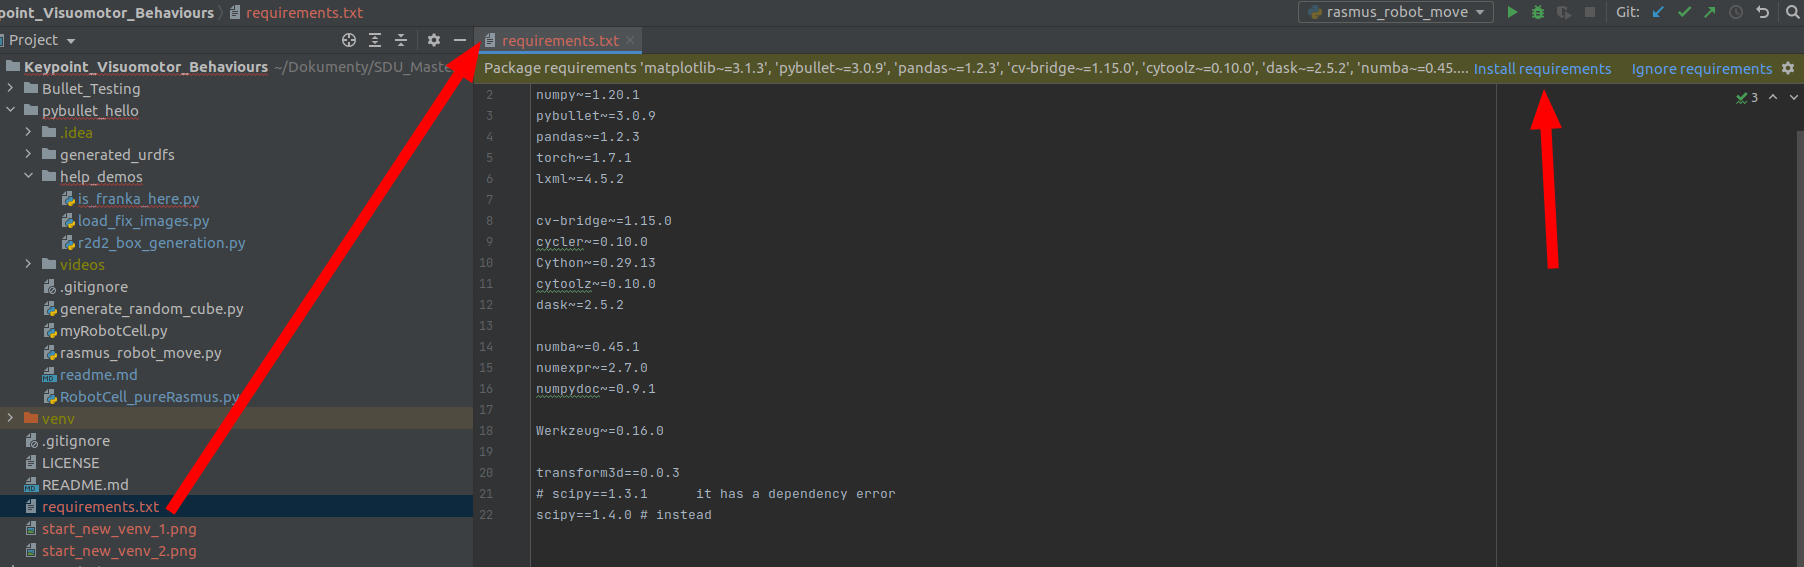 point_Visuomotor_Behaviours requirements.txt rasmus_robot_move Git:
Project requirements.txt
Package requirements 'matplotlib~=3.1.3', 'pybullet~=3.0.9', 'pandas~=1.2.3', 'cv-bridge~=1.15.0', 'cytoolz~=0.10.0', 'dask~=2.5.2', 'numba~=0.45.... Install requirements Ignore requirements
Keypoint_Visuomotor_Behaviours ~/Dokumenty/SDU_Maste
Bullet_Testing
pybullet_hello
.idea
generated_urdfs
help_demos
is_franka_here.py
load_fix_images.py
r2d2_box_generation.py
videos
.gitignore
generate_random_cube.py
myRobotCell.py
rasmus_robot_move.py
readme.md
RobotCell_pureRasmus.py
venv
.gitignore
LICENSE
README.md
requirements.txt
start_new_venv_1.png
start_new_venv_2.png
2 numpy~=1.20.1
3 pybullet~=3.0.9
4 pandas~=1.2.3
5 torch~=1.7.1
6 lxml~=4.5.2
7
8 cv-bridge~=1.15.0
9 cycler~=0.10.0
10 Cython~=0.29.13
11 cytoolz~=0.10.0
12 dask~=2.5.2
13
14 numba~=0.45.1
15 numexpr~=2.7.0
16 numpydoc~=0.9.1
17
18 Werkzeug~=0.16.0
19
20 transform3d==0.0.3
21 # scipy==1.3.1      it has a dependency error
22 scipy==1.4.0 # instead
3